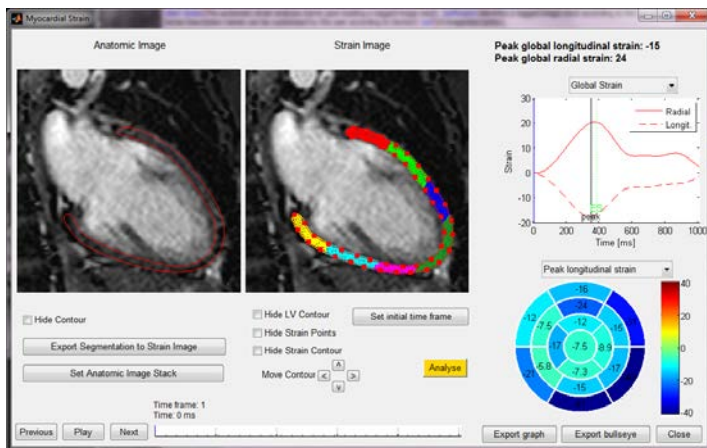 Myocardial Strain
Anatomic Image
Strain Image
Peak global longitudinal strain: -15
Peak global radial strain: 24
Global Strain
30
20
10
0
-10
-20
Strain
Radial
Longit.
peak
0 200 400 600 800 1000
Time [ms]
Peak longitudinal strain
-16
-24
-12
-12
-7.5
-15
-17
-7.5
-8.9
-5.8
-7.3
-21
-17
-15
40
20
0
-20
-40
Hide Contour
Export Segmentation to Strain Image
Set Anatomic Image Stack
Hide LV Contour
Set initial time frame
Hide Strain Points
Hide Strain Contour
Move Contour
Analyse
Time frame: 1
Time: 0 ms
Previous
Play
Next
Export graph
Export bullseye
Close